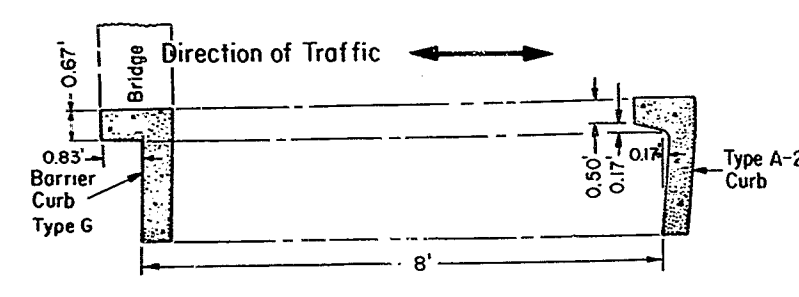 Direction of Traffic
Bridge
0.67'
0.83'
Barrier
Curb
Type G
0.50'
0.17'
0.17'
Type A-2
Curb
8'